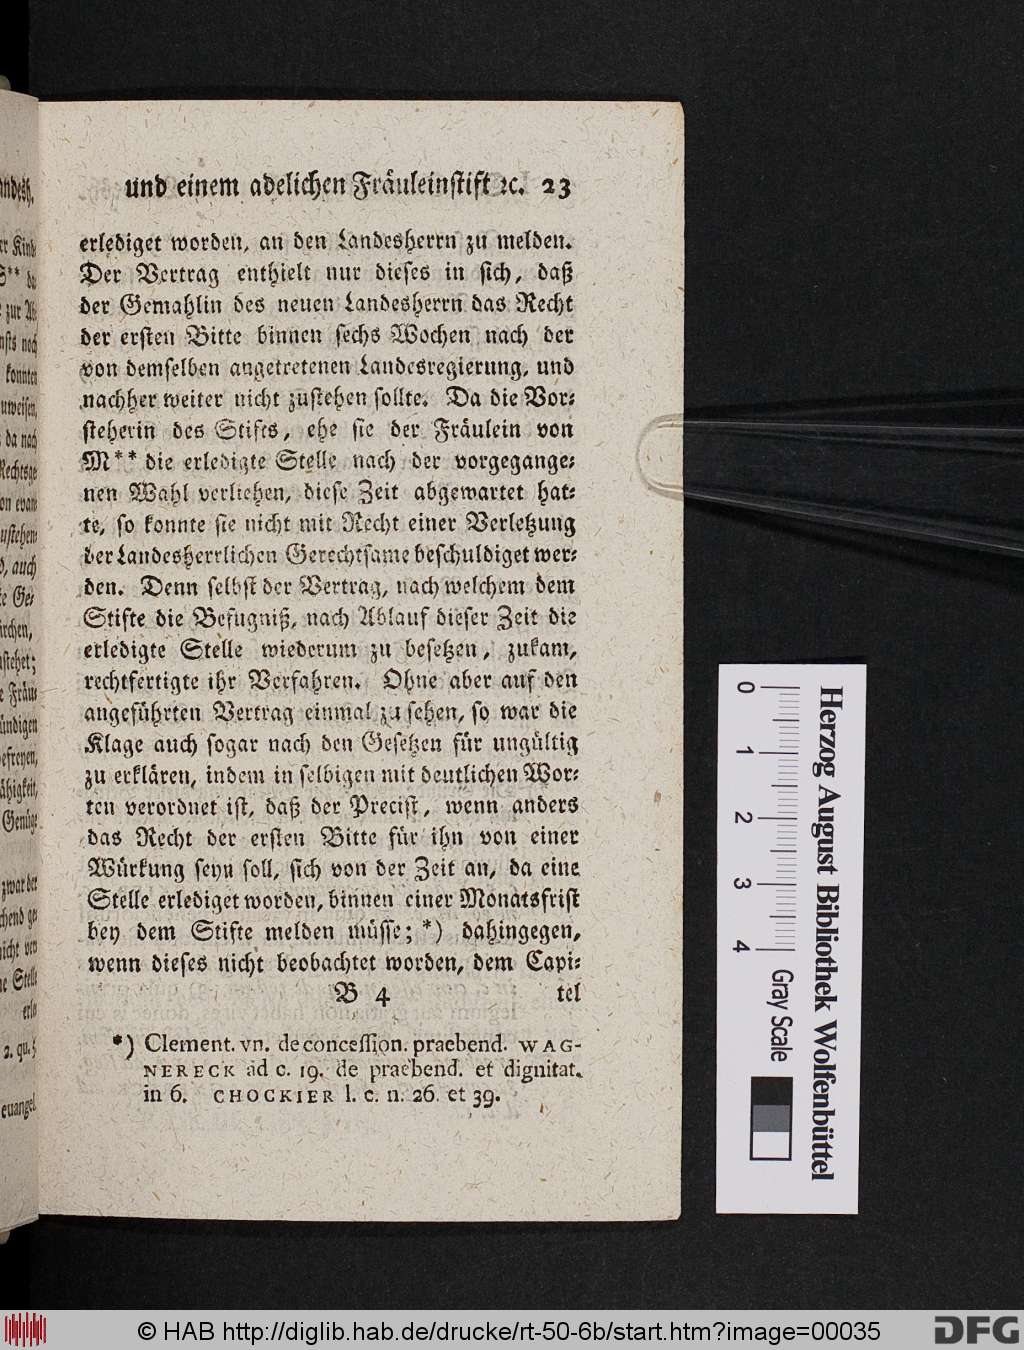 und einem adelichen Fräuleinstift ꝛc. 23
erlediget worden, an den Landesherrn zu melden.
Der Vertrag enthielt nur dieses in sich, daß
der Gemahlin des neuen Landesherrn das Recht
der ersten Bitte binnen sechs Wochen nach der
von demselben angetretenen Landesregierung, und
nachher weiter nicht zustehen sollte. Da die Vor-
steherin des Stifts, ehe sie der Fräulein von
M** die erledigte Stelle nach der vorgegange-
nen Wahl verliehen, diese Zeit abgewartet hat-
te, so konnte sie nicht mit Recht einer Verletzung
der Landesherrlichen Gerechtsame beschuldiget wer-
den. Denn selbst der Vertrag, nach welchem dem
Stifte die Befugniß, nach Ablauf dieser Zeit die
erledigte Stelle wiederum zu besetzen, zukam,
rechtfertigte ihr Verfahren. Ohne aber auf den
angeführten Vertrag einmal zu sehen, so war die
Klage auch sogar nach den Gesetzen für ungültig
zu erklären, indem in selbigen mit deutlichen Wor-
ten verordnet ist, daß der Precist, wenn anders
das Recht der ersten Bitte für ihn von einer
Würkung seyn soll, sich von der Zeit an, da eine
Stelle erlediget worden, binnen einer Monatsfrist
bey dem Stifte melden müsse; *) dahingegen,
wenn dieses nicht beobachtet worden, dem Capi-
B 4 tel
*) Clement. vn. de concession. praebend. WAG-
NERECK ad c. 19. de praebend. et dignitat.
in 6. CHOCKIER l. c. n. 26. et 39.
0 1 2 3 4 Gray Scale
Herzog August Bibliothek Wolfenbüttel
© HAB http://diglib.hab.de/drucke/rt-50-6b/start.htm?image=00035
DFG